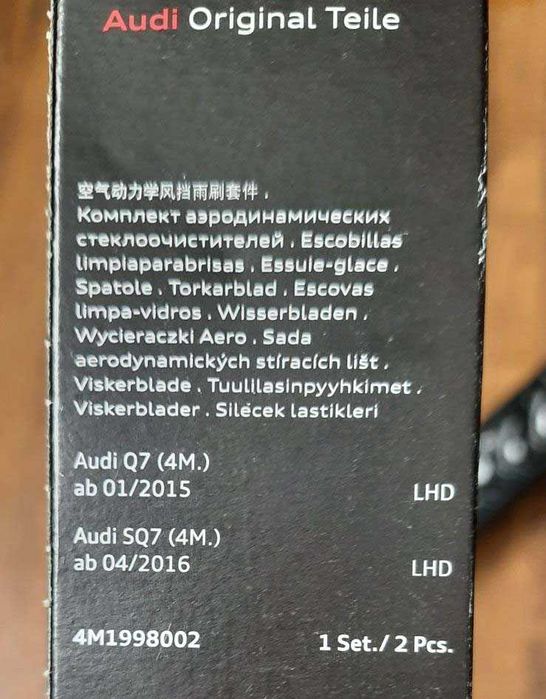 Audi Original Teile
空气动力学风挡雨刷套件 ,
Комплект аэродинамических
стеклоочистителей , Escobillas
limpiaparabrisas , Essuie-glace ,
Spatole , Torkarblad , Escovas
limpa-vidros , Wisserbladen ,
Wycieraczki Aero , Sada
aerodynamických stíracích lišt ,
Viskerblade , Tuulilasinpyyhkimet ,
Viskerblader , Silecek lastikleri
Audi Q7 (4M.)
ab 01/2015 LHD
Audi SQ7 (4M.)
ab 04/2016 LHD
4M1998002 1 Set./ 2 Pcs.